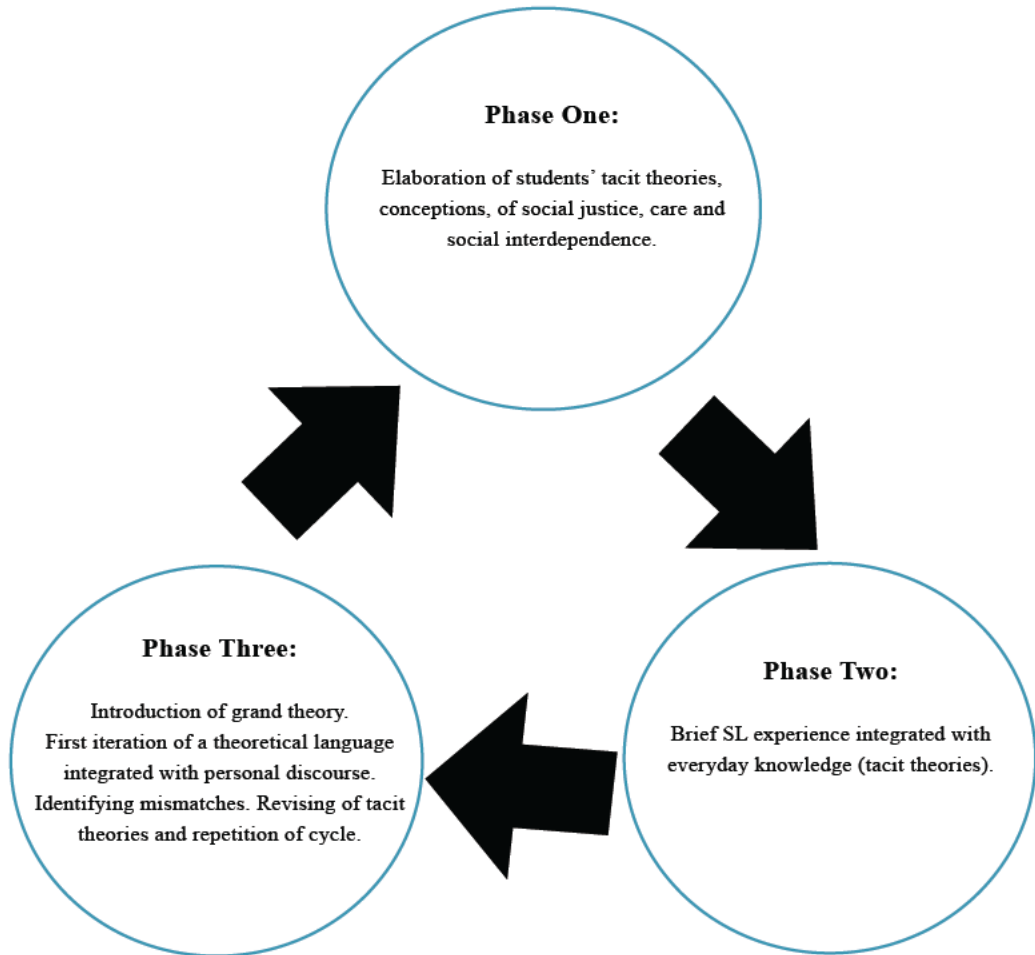 Phase One:
Elaboration of students’ tacit theories,
conceptions, of social justice, care and
social interdependence.
Phase Two:
Brief SL experience integrated with
everyday knowledge (tacit theories).
Phase Three:
Introduction of grand theory.
First iteration of a theoretical language
integrated with personal discourse.
Identifying mismatches. Revising of tacit
theories and repetition of cycle.